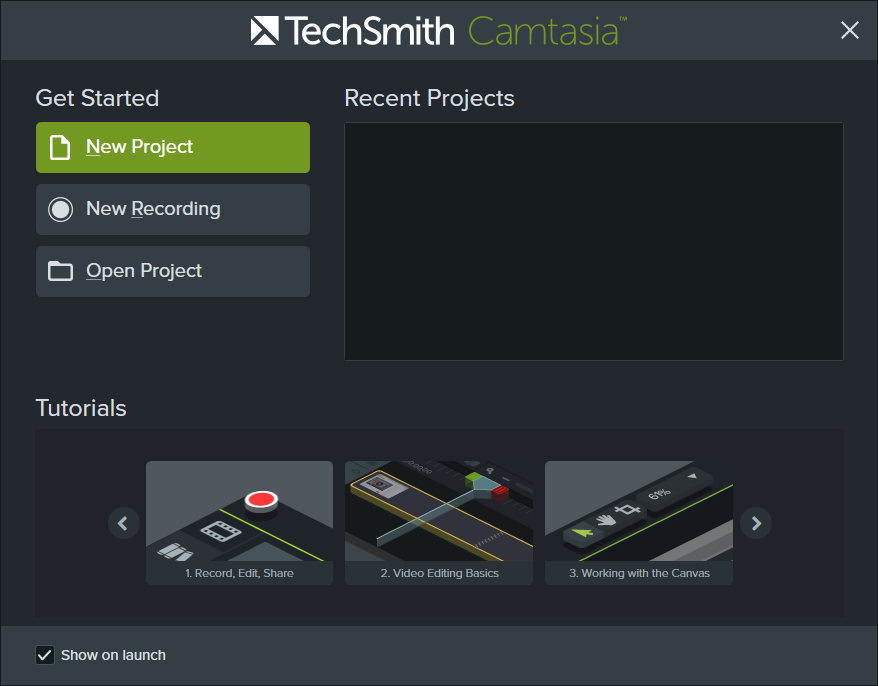 TechSmith Camtasia™
Get Started
Recent Projects
New Project
New Recording
Open Project
Tutorials
61%
1. Record, Edit, Share
2. Video Editing Basics
3. Working with the Canvas
Show on launch